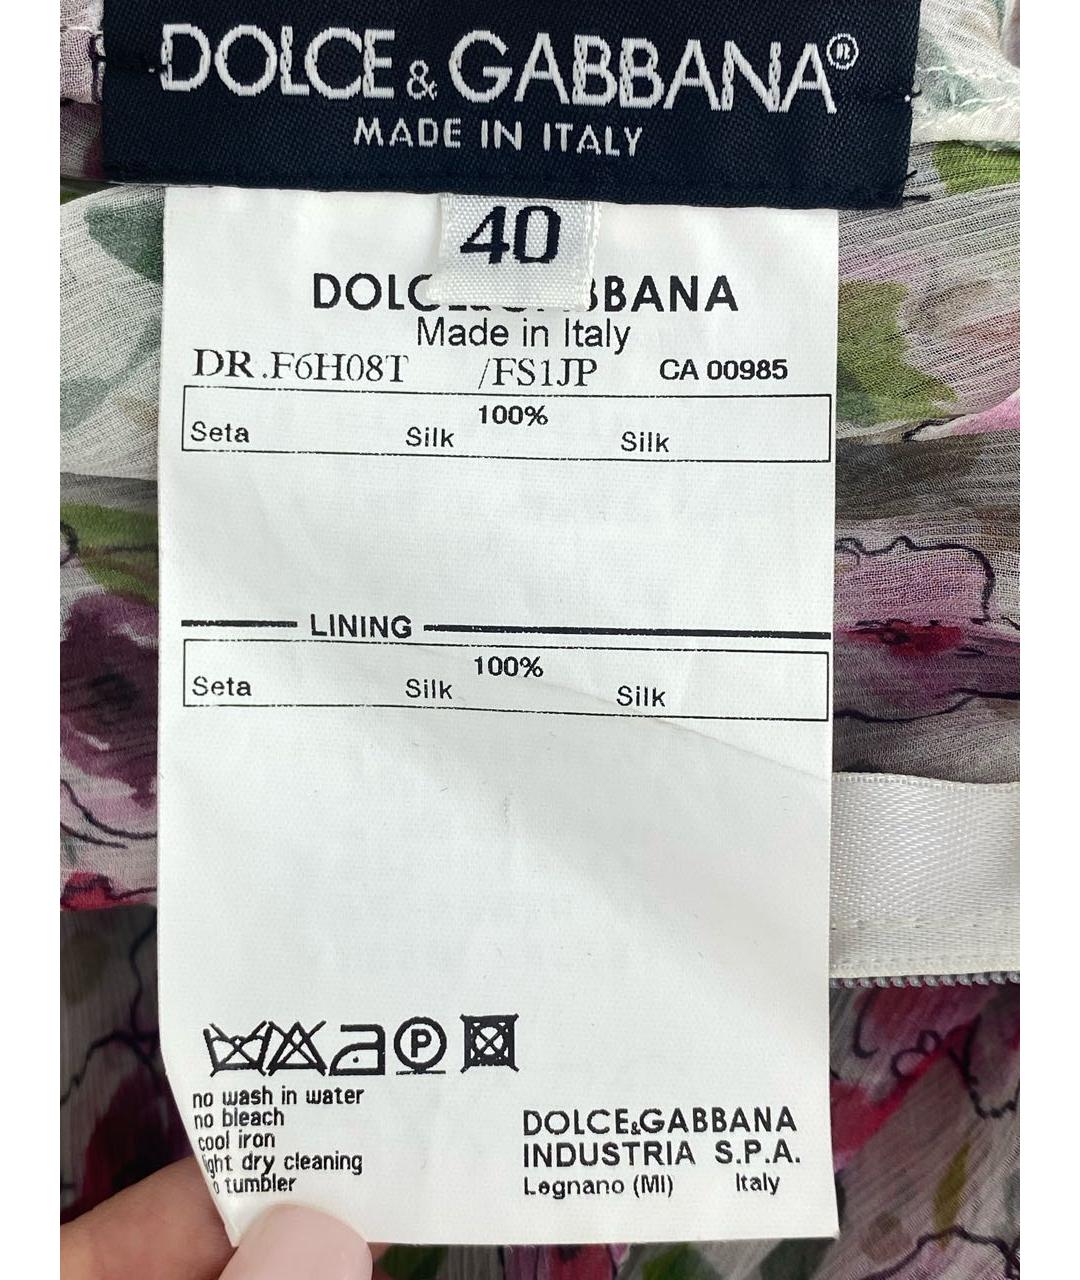 DOLCE & GABBANA®
MADE IN ITALY
40
Made in Italy
DR.F6H08T /FS1JP CA 00985
100%
Seta Silk Silk
LINING
100%
Seta Silk Silk
P
no wash in water
no bleach
cool iron
dry cleaning
tumbler
DOLCE&GABBANA
INDUSTRIA S.P.A.
Legnano (MI) Italy